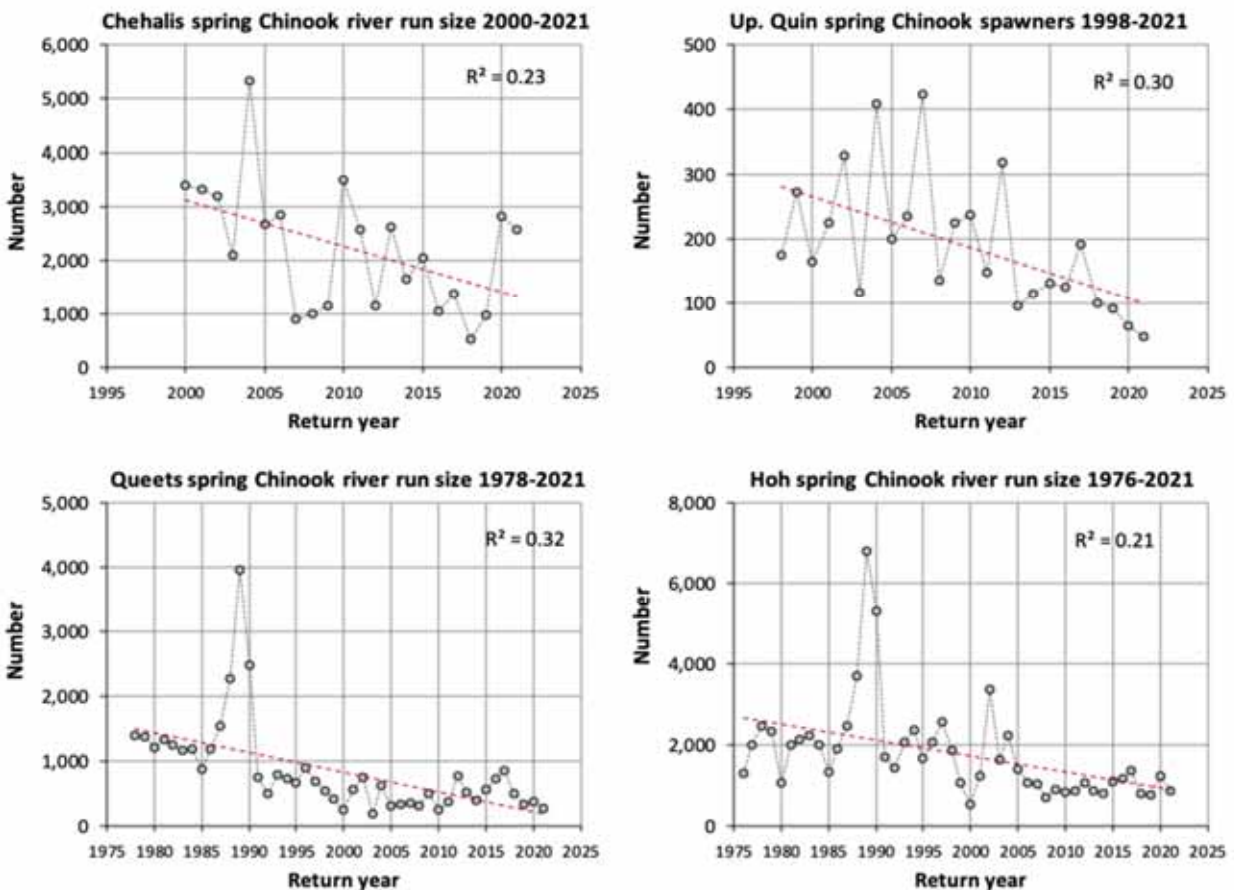 Chehalis spring Chinook river run size 2000-2021
6,000
5,000
4,000
3,000
2,000
1,000
0
Number
R² = 0.23
1995 2000 2005 2010 2015 2020 2025
Return year
Up. Quin spring Chinook spawners 1998-2021
500
400
300
200
100
0
Number
R² = 0.30
1995 2000 2005 2010 2015 2020 2025
Return year
Queets spring Chinook river run size 1978-2021
5,000
4,000
3,000
2,000
1,000
0
Number
R² = 0.32
1975 1980 1985 1990 1995 2000 2005 2010 2015 2020 2025
Return year
Hoh spring Chinook river run size 1976-2021
8,000
6,000
4,000
2,000
0
Number
R² = 0.21
1975 1980 1985 1990 1995 2000 2005 2010 2015 2020 2025
Return year